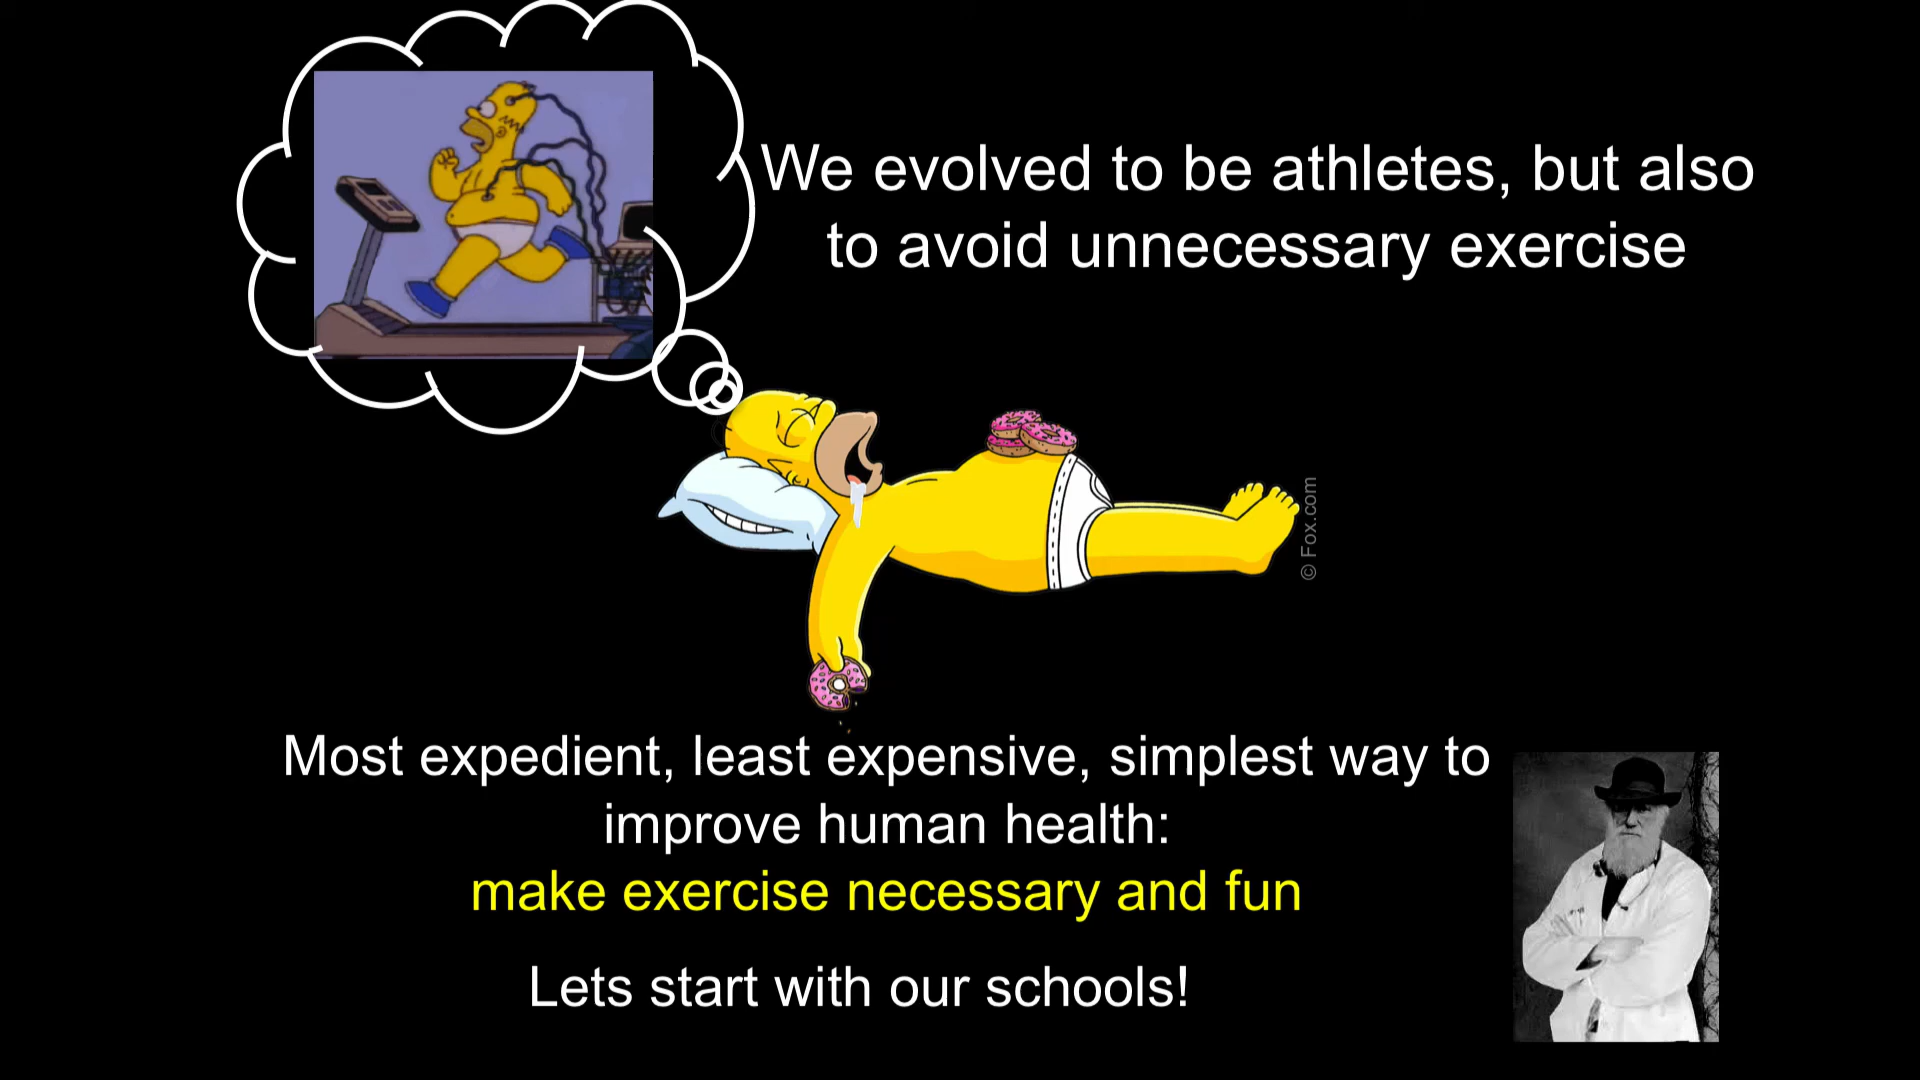 We evolved to be athletes, but also
to avoid unnecessary exercise
© Fox.com
Most expedient, least expensive, simplest way to
improve human health:
make exercise necessary and fun
Lets start with our schools!